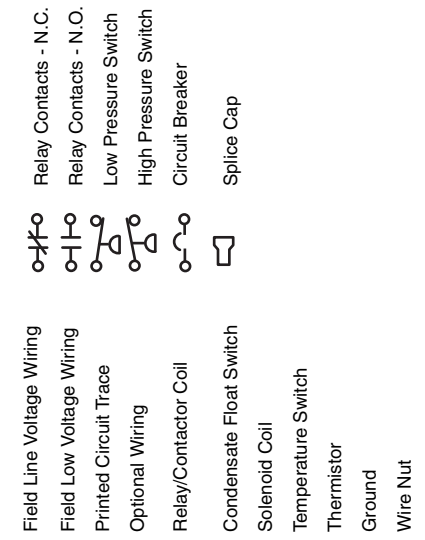 Field Line Voltage Wiring
Field Low Voltage Wiring
Printed Circuit Trace
Optional Wiring
Relay/Contactor Coil
Condensate Float Switch
Solenoid Coil
Temperature Switch
Thermistor
Ground
Wire Nut
Relay Contacts - N.C.
Relay Contacts - N.O.
Low Pressure Switch
High Pressure Switch
Circuit Breaker
Splice Cap